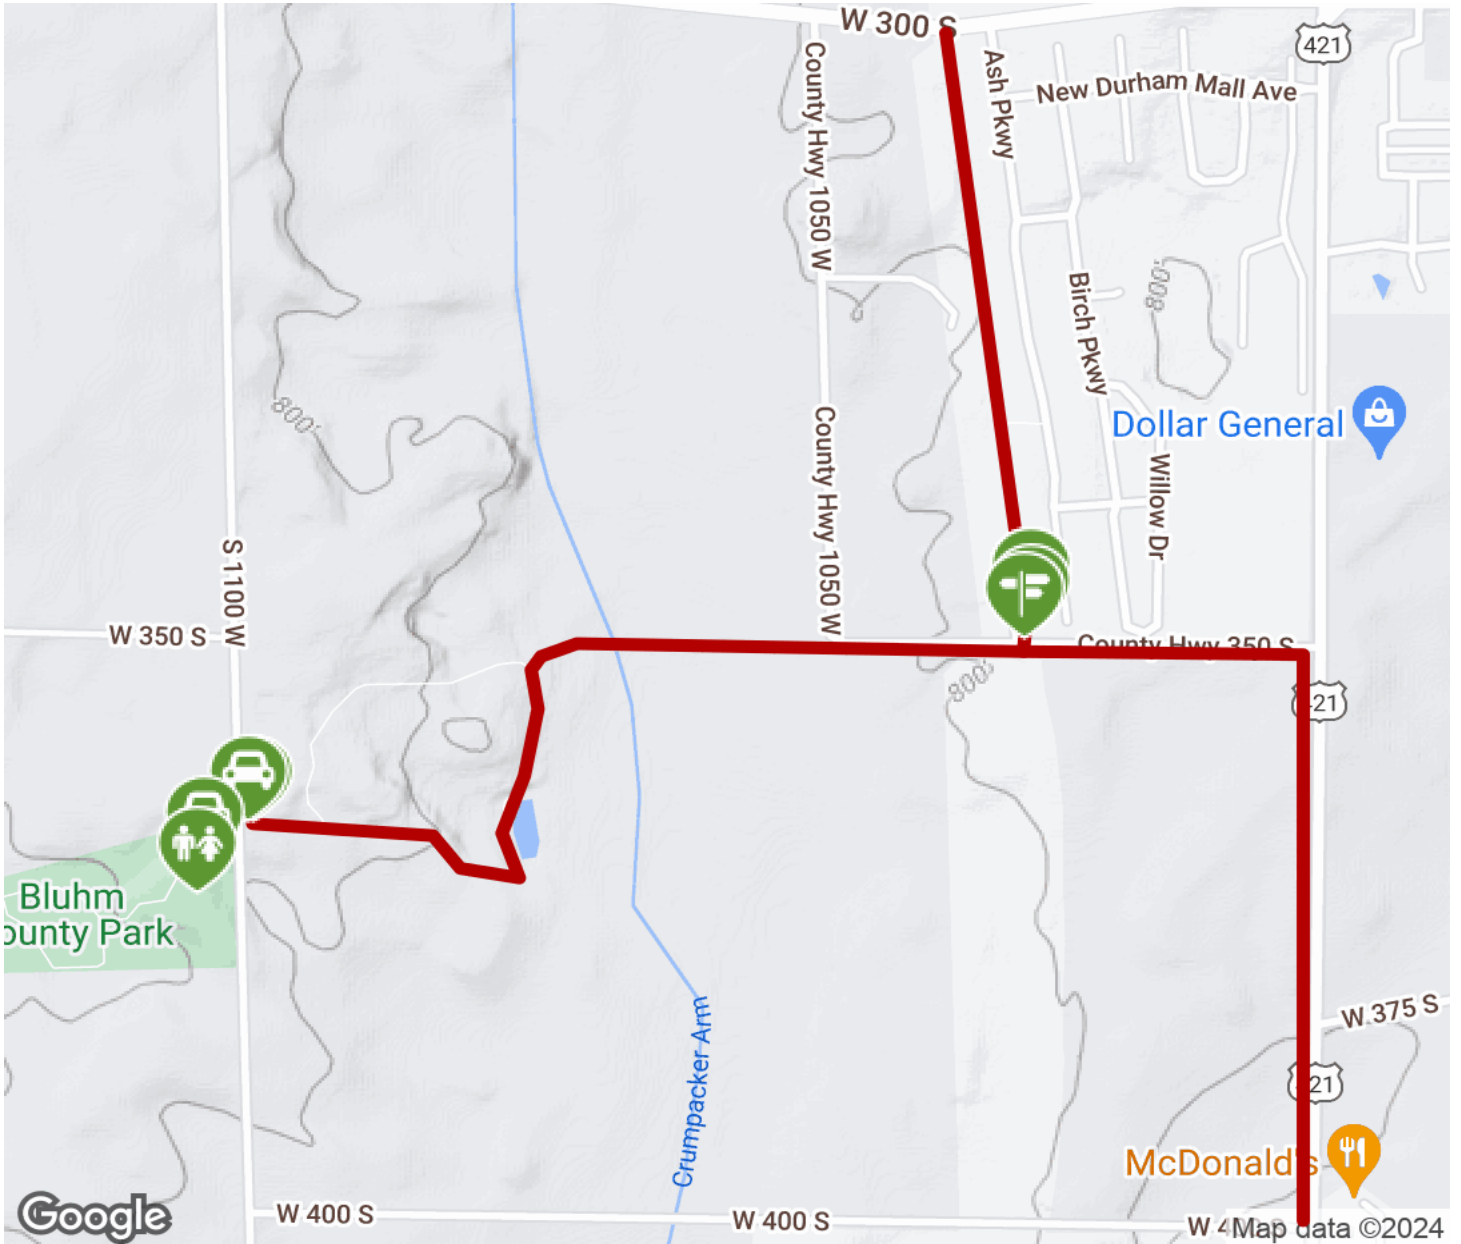 W 300 S
421
County Hwy 1050 W
Ash Pkwy
New Durham Mall Ave
800'
Birch Pkwy
800'
Dollar General
County Hwy 1050 W
Willow Dr
S 1100 W
W 350 S
County Hwy 350 S
800'
421
Bluhm
ounty Park
W 375 S
Crumpacker Arm
421
McDonald's
W 400 S
W 400 S
Google
Map data ©2024